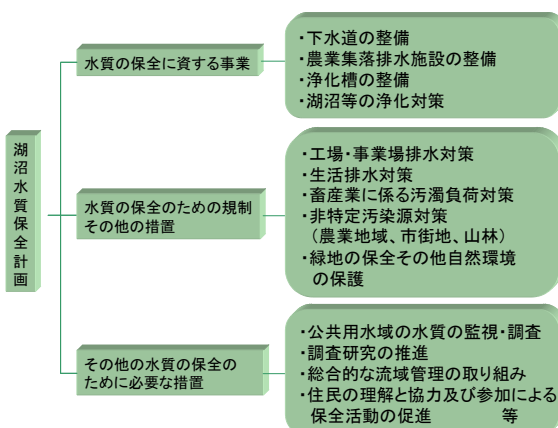 湖沼水質保全計画
水質の保全に資する事業
・下水道の整備
・農業集落排水施設の整備
・浄化槽の整備
・湖沼等の浄化対策
水質の保全のための規制
その他の措置
・工場・事業場排水対策
・生活排水対策
・畜産業に係る汚濁負荷対策
・非特定汚染源対策
（農業地域、市街地、山林）
・緑地の保全その他自然環境
の保護
その他の水質の保全の
ために必要な措置
・公共用水域の水質の監視・調査
・調査研究の推進
・総合的な流域管理の取り組み
・住民の理解と協力及び参加による
保全活動の促進　　　等